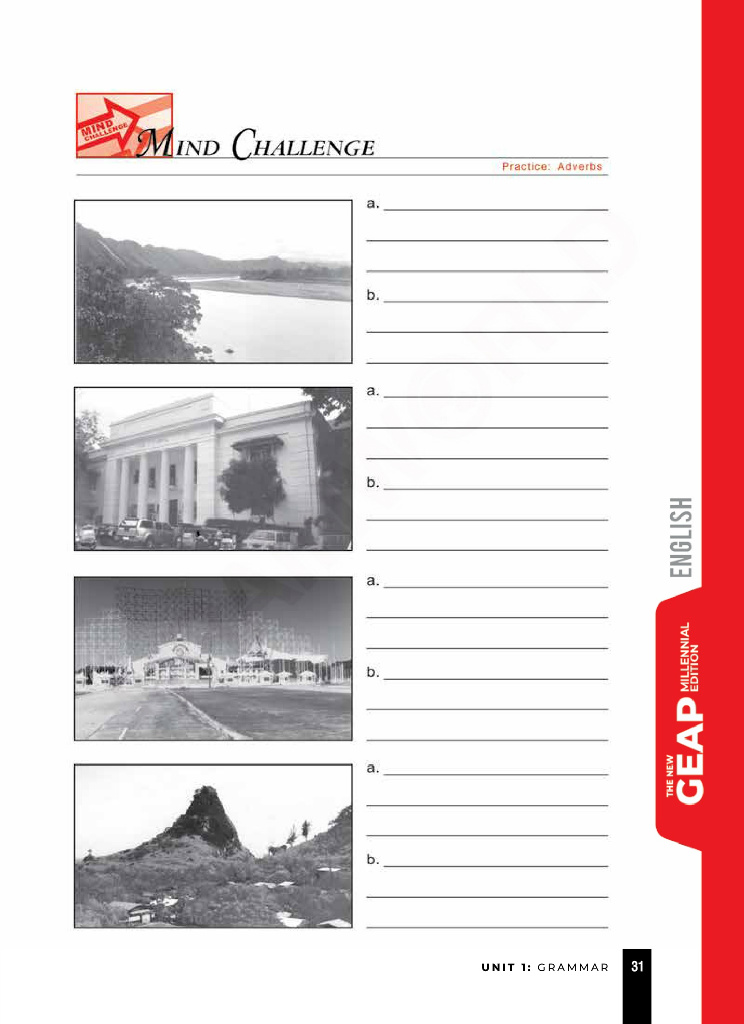 MIND
CHALLENGE
MIND CHALLENGE
Practice: Adverbs
a.
b.
a.
b.
a.
b.
a.
b.
ENGLISH
THE NEW
GEAP
MILLENNIAL
EDITION
UNIT 1: GRAMMAR
31